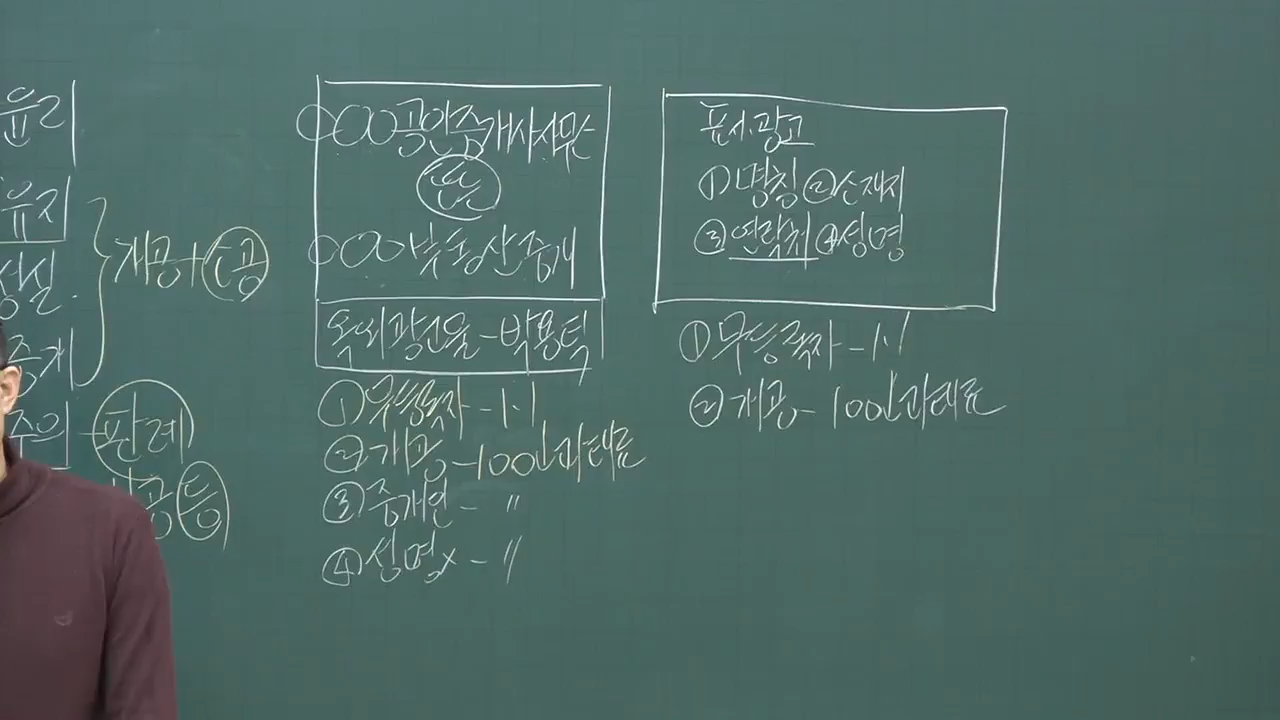 윤리
유지
성실
중개
주의
개공+소공
판례
공 등
○○○공인중개사사무소
또는
○○○부동산중개
옥외광고물-박용덕
① 무등록자 - 1·1
② 개공 - 100만과태료
③ 중개인 - 〃
④ 성명x - 〃
표시.광고
① 명칭 ② 소재지
③ 연락처 ④ 성명
① 무등록자 - 1·1
② 개공 - 100만과태료